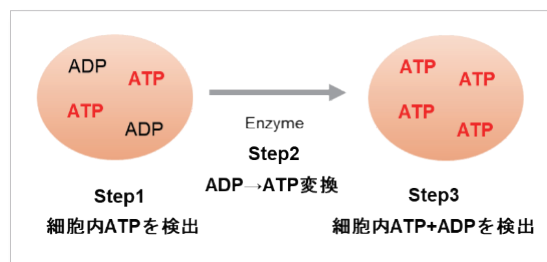 ADP
ATP
ATP
ADP
Step1
細胞内ATPを検出
Enzyme
Step2
ADP→ATP変換
ATP
ATP
ATP
ATP
Step3
細胞内ATP+ADPを検出